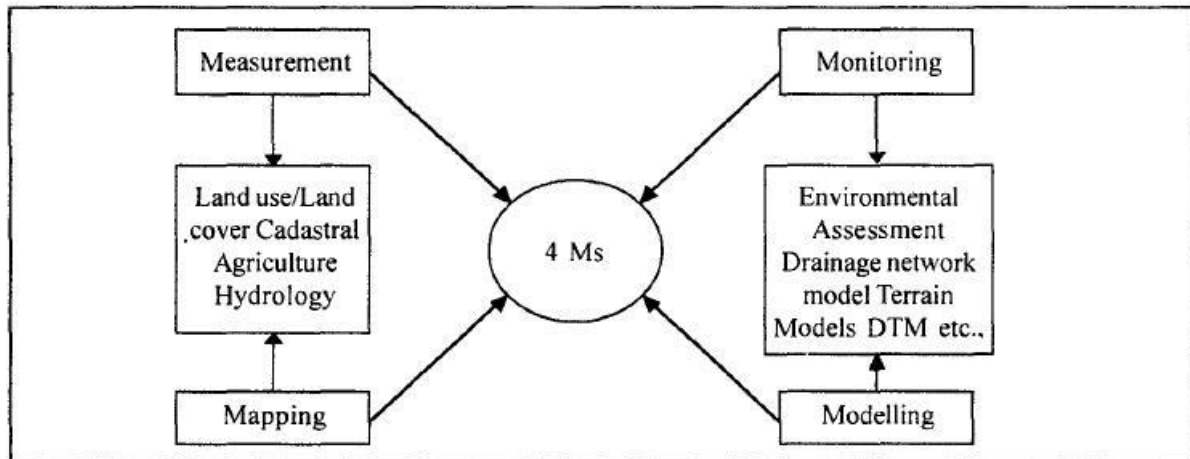 Measurement
Monitoring
Land use/Land
cover Cadastral
Agriculture
Hydrology
4 Ms
Environmental
Assessment
Drainage network
model Terrain
Models DTM etc.,
Mapping
Modelling